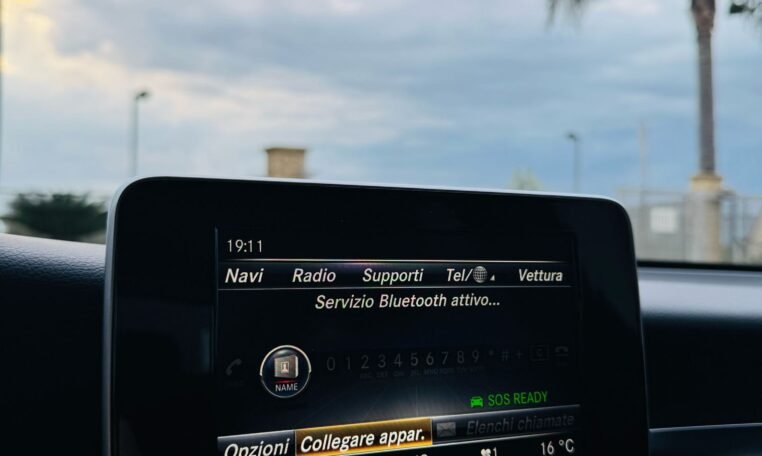 19:11
Navi Radio Supporti Tel/ Vettura
Servizio Bluetooth attivo...
0 1 2 3 4 5 6 7 8 9 * # +
NAME
SOS READY
Opzioni Collegare appar. Elenchi chiamate
1 16 °C